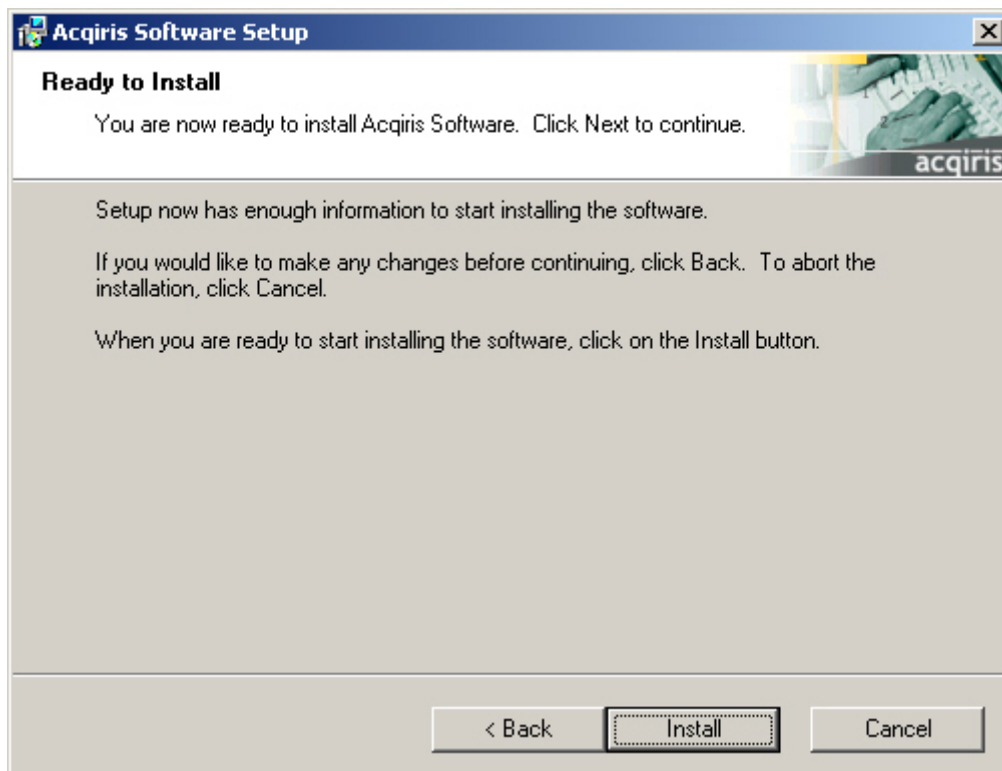 Acqiris Software Setup
Ready to Install
You are now ready to install Acqiris Software.  Click Next to continue.
acqiris
Setup now has enough information to start installing the software.
If you would like to make any changes before continuing, click Back.  To abort the
installation, click Cancel.
When you are ready to start installing the software, click on the Install button.
< Back
Install
Cancel